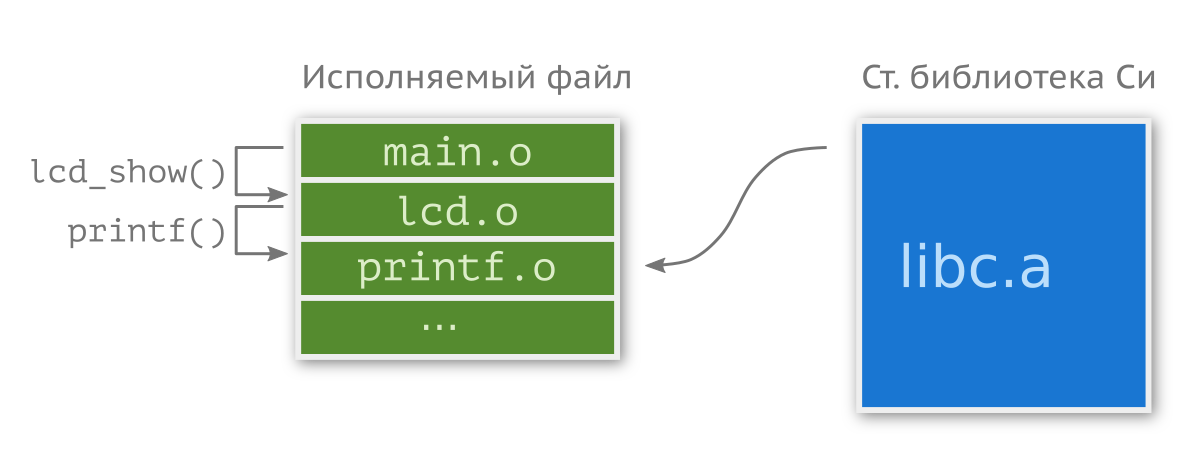 Исполняемый файл
Ст. библиотека Си
lcd_show()
printf()
main.o
lcd.o
printf.o
...
libc.a